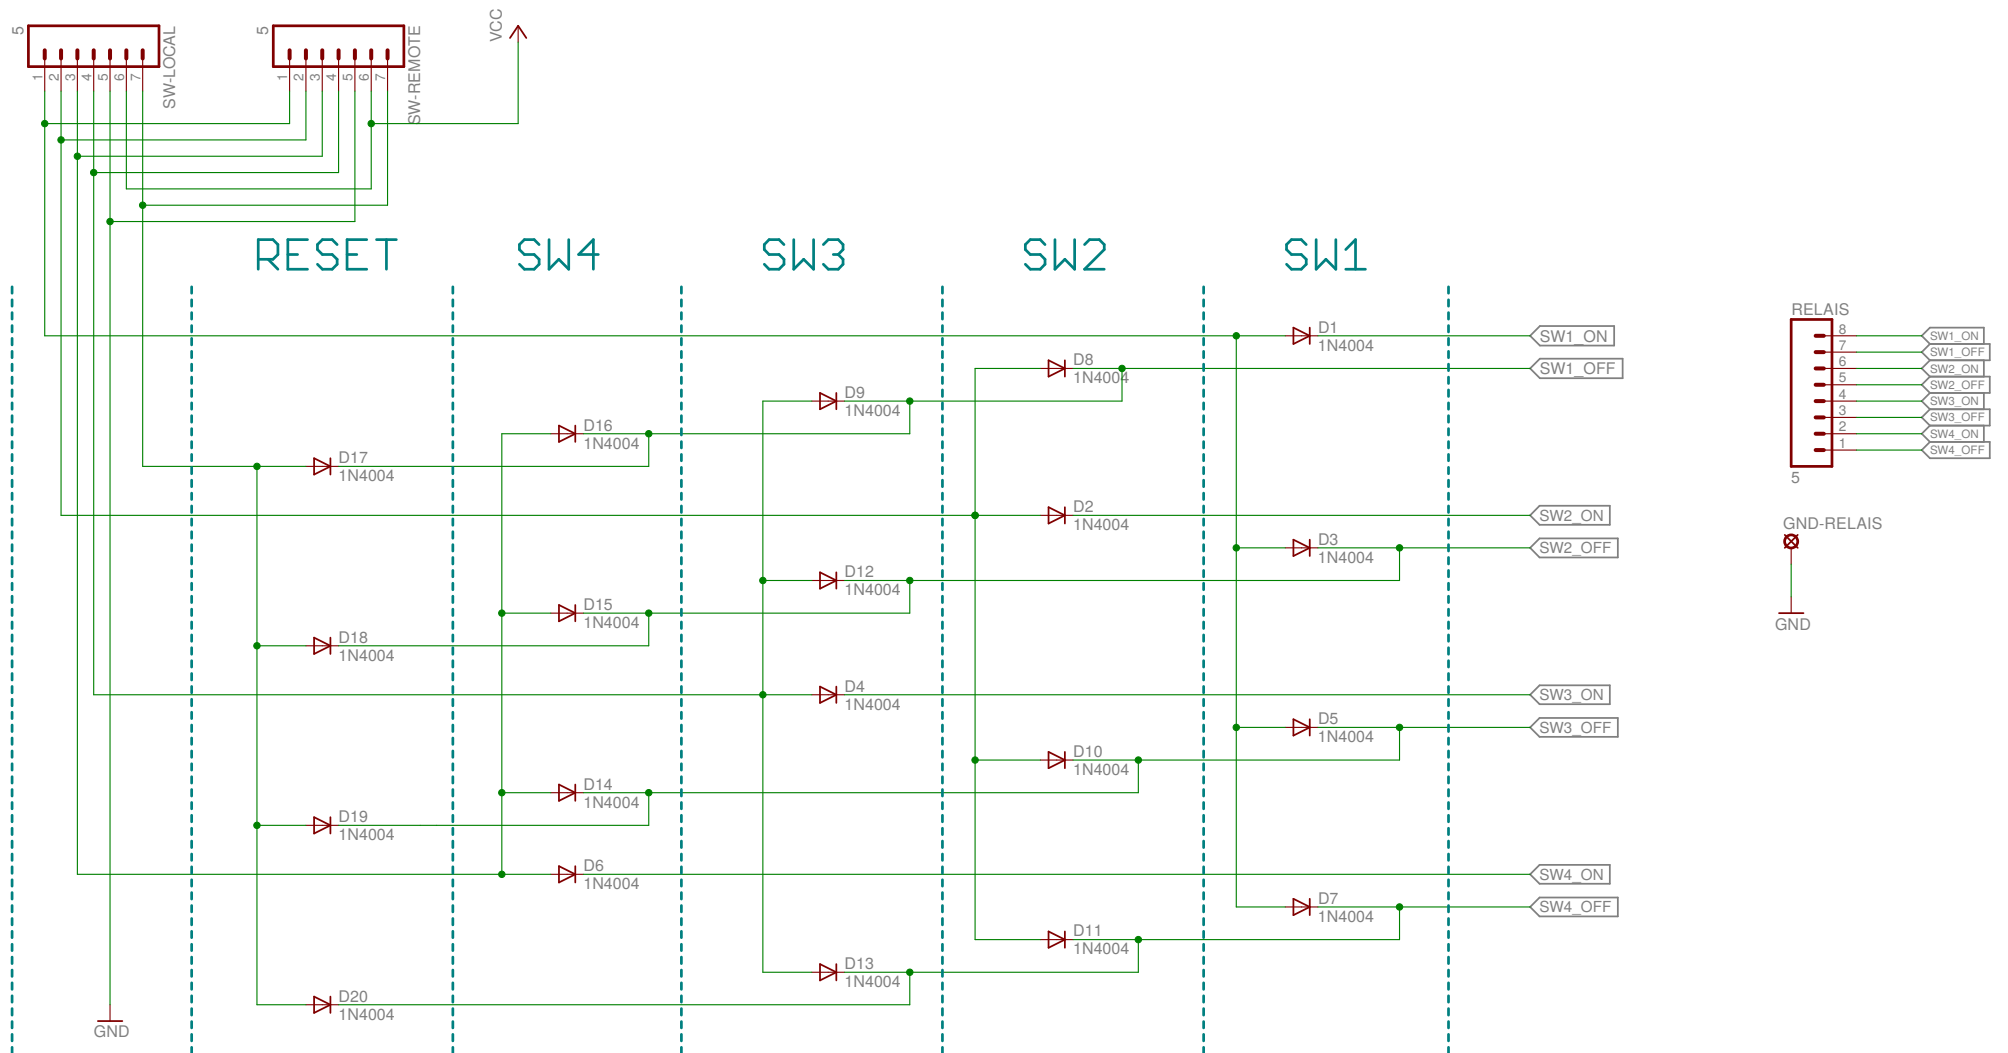 5
SW-LOCAL
1
2
3
4
5
6
7
5
SW-REMOTE
1
2
3
4
5
6
7
VCC
RESET
SW4
SW3
SW2
SW1
D1
1N4004
SW1_ON
D8
1N4004
SW1_OFF
D9
1N4004
D16
1N4004
D17
1N4004
D2
1N4004
SW2_ON
D3
1N4004
SW2_OFF
D12
1N4004
D15
1N4004
D18
1N4004
D4
1N4004
SW3_ON
D5
1N4004
SW3_OFF
D10
1N4004
D14
1N4004
D19
1N4004
D6
1N4004
SW4_ON
D7
1N4004
SW4_OFF
D11
1N4004
D13
1N4004
D20
1N4004
GND
RELAIS
8 SW1_ON
7 SW1_OFF
6 SW2_ON
5 SW2_OFF
4 SW3_ON
3 SW3_OFF
2 SW4_ON
1 SW4_OFF
5
GND-RELAIS
GND